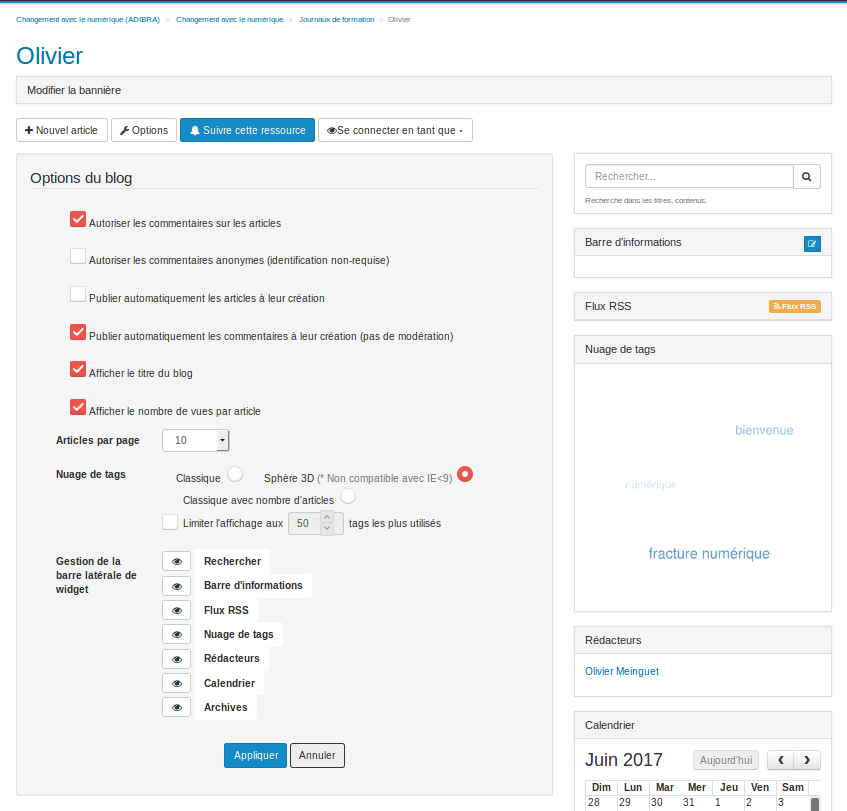 Changement avec le numérique (ADIBRA) > Changement avec le numérique > Journaux de formation > Olivier
Olivier
Modifier la bannière
Nouvel article Options Suivre cette ressource Se connecter en tant que
Options du blog
Autoriser les commentaires sur les articles
Autoriser les commentaires anonymes (identification non-requise)
Publier automatiquement les articles à leur création
Publier automatiquement les commentaires à leur création (pas de modération)
Afficher le titre du blog
Afficher le nombre de vues par article
Articles par page 10
Nuage de tags Classique Sphère 3D (* Non compatible avec IE<9)
Classique avec nombre d'articles
Limiter l'affichage aux 50 tags les plus utilisés
Gestion de la
barre latérale de
widget
Rechercher
Barre d'informations
Flux RSS
Nuage de tags
Rédacteurs
Calendrier
Archives
Appliquer Annuler
Rechercher...
Recherche dans les titres, contenus.
Barre d'informations
Flux RSS Flux RSS
Nuage de tags
bienvenue
numérique
fracture numérique
Rédacteurs
Olivier Meinguet
Calendrier
Juin 2017 Aujourd'hui
Dim Lun Mar Mer Jeu Ven Sam
28 29 30 31 1 2 3